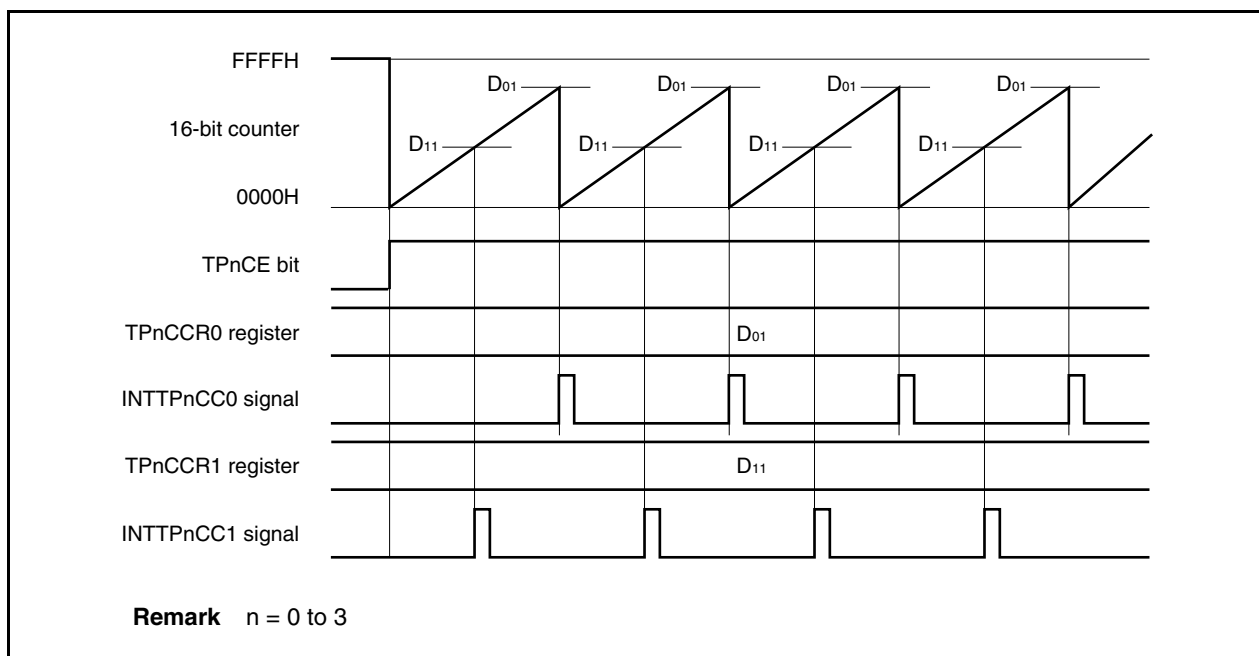 FFFFH
D01 D01 D01 D01
16-bit counter
D11 D11 D11 D11
0000H
TPnCE bit
TPnCCR0 register D01
INTTPnCC0 signal
TPnCCR1 register D11
INTTPnCC1 signal
Remark n = 0 to 3